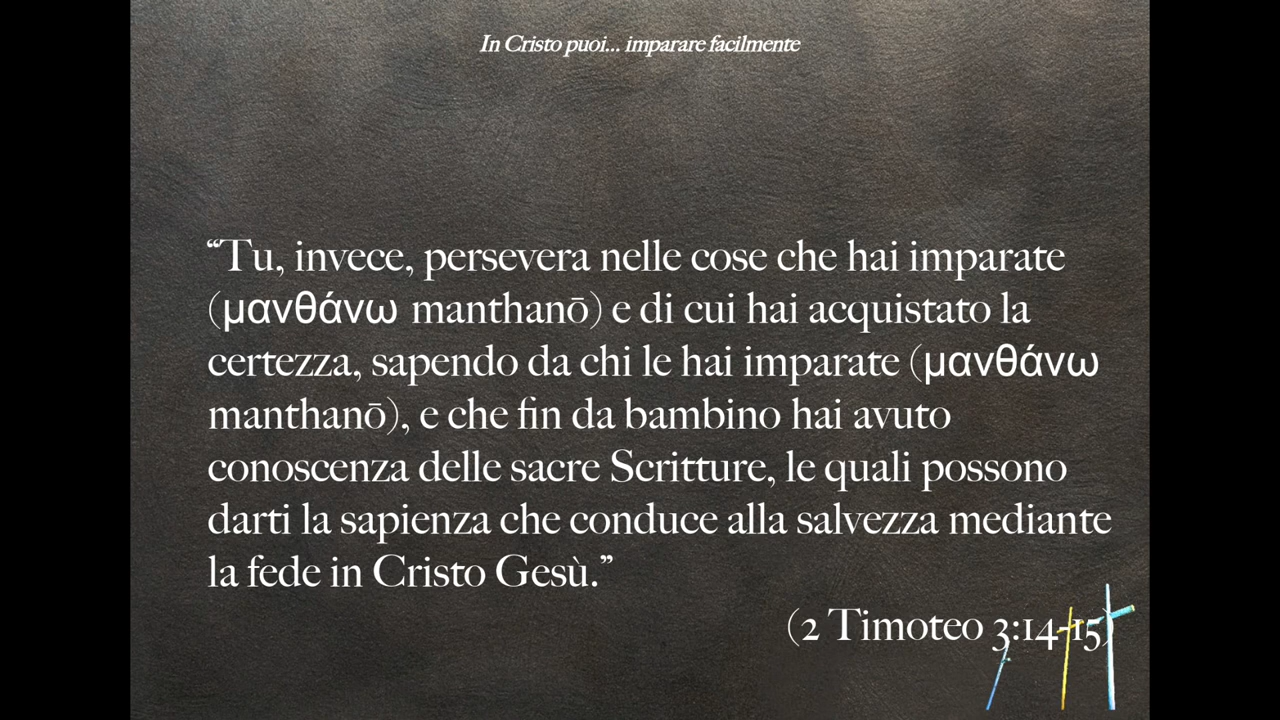 In Cristo puoi... imparare facilmente
“Tu, invece, persevera nelle cose che hai imparate
(μανθάνω manthanō) e di cui hai acquistato la
certezza, sapendo da chi le hai imparate (μανθάνω
manthanō), e che fin da bambino hai avuto
conoscenza delle sacre Scritture, le quali possono
darti la sapienza che conduce alla salvezza mediante
la fede in Cristo Gesù.”
(2 Timoteo 3:14-15)